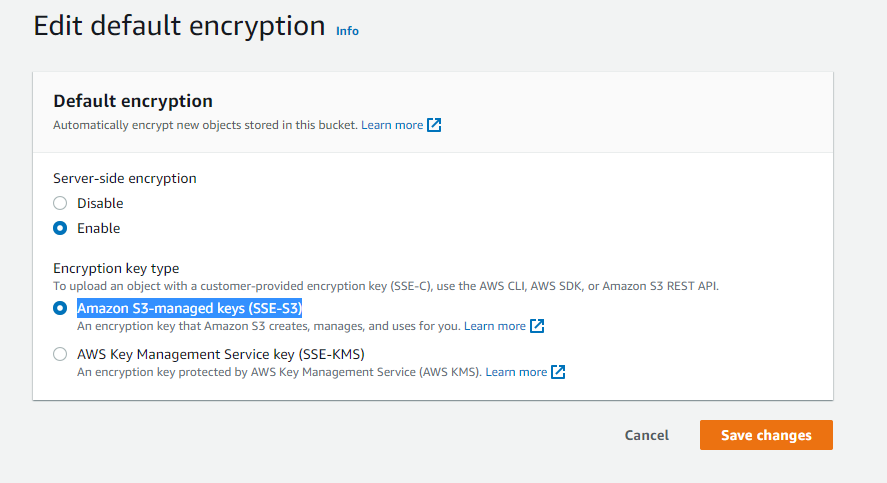 Edit default encryption Info
Default encryption
Automatically encrypt new objects stored in this bucket. Learn more
Server-side encryption
Disable
Enable
Encryption key type
To upload an object with a customer-provided encryption key (SSE-C), use the AWS CLI, AWS SDK, or Amazon S3 REST API.
Amazon S3-managed keys (SSE-S3)
An encryption key that Amazon S3 creates, manages, and uses for you. Learn more
AWS Key Management Service key (SSE-KMS)
An encryption key protected by AWS Key Management Service (AWS KMS). Learn more
Cancel Save changes